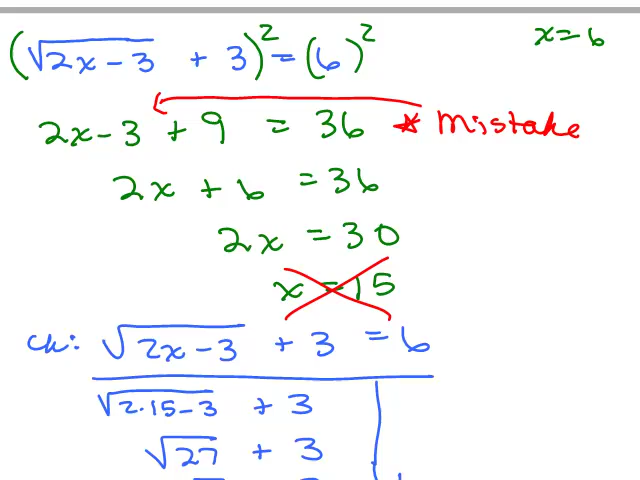 (√2x-3 + 3)² = (6)² x=6
2x-3 + 9 = 36 * mistake
2x + 6 = 36
2x = 30
x = 15
ck: √2x-3 + 3 = 6
√2·15-3 + 3
√27 + 3